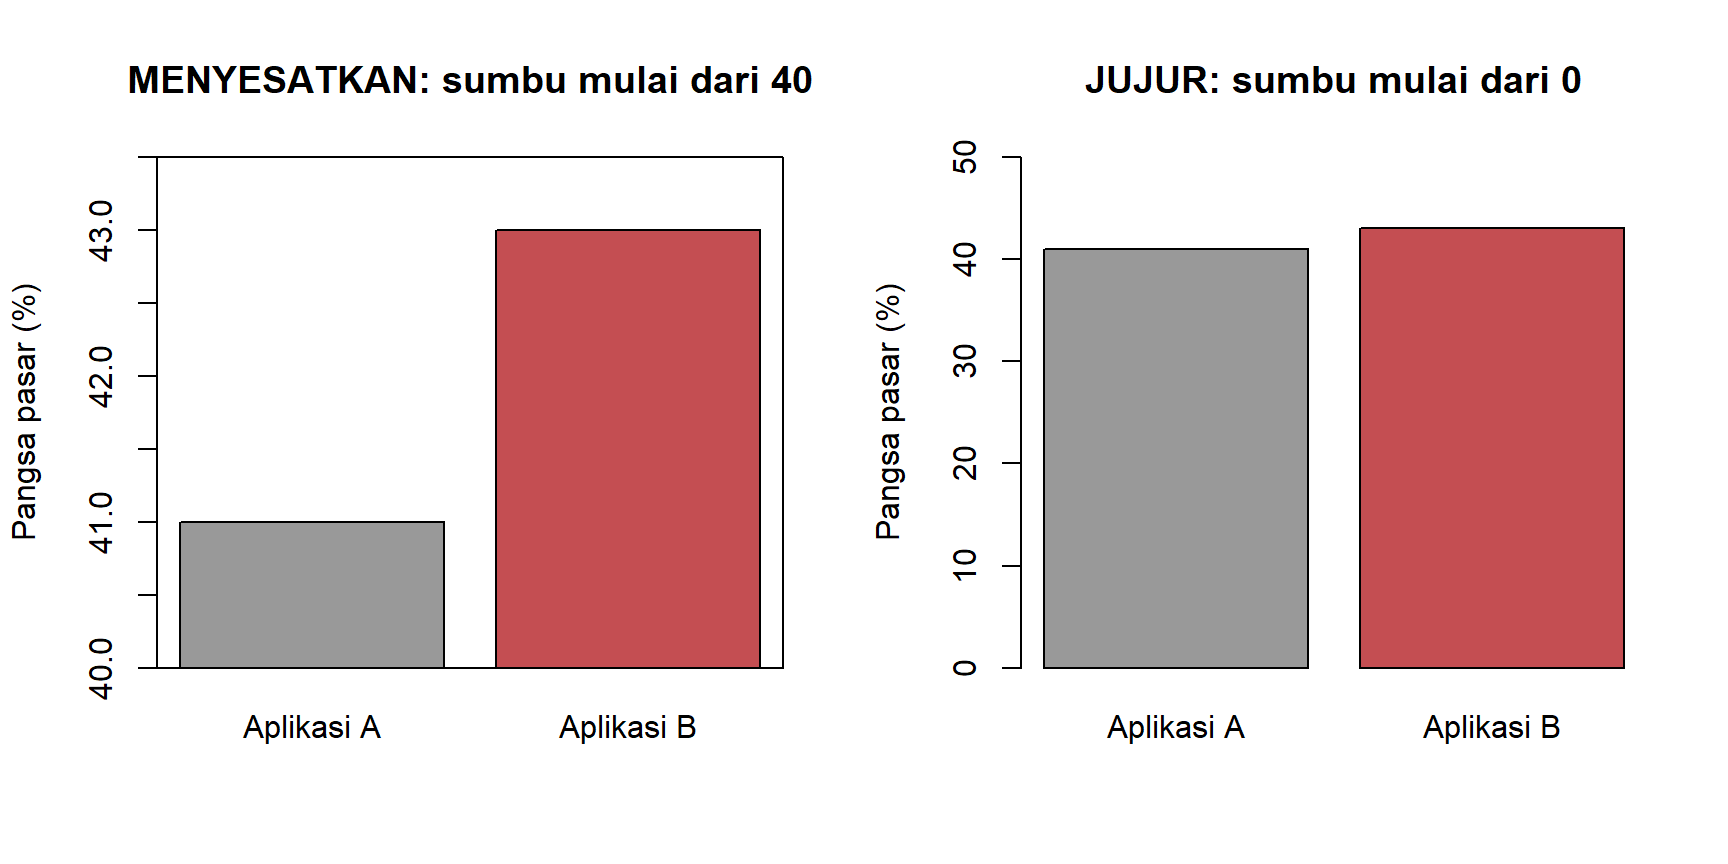 MENYESATKAN: sumbu mulai dari 40
Pangsa pasar (%)
43.0
42.0
41.0
40.0
Aplikasi A
Aplikasi B
JUJUR: sumbu mulai dari 0
Pangsa pasar (%)
50
40
30
20
10
0
Aplikasi A
Aplikasi B